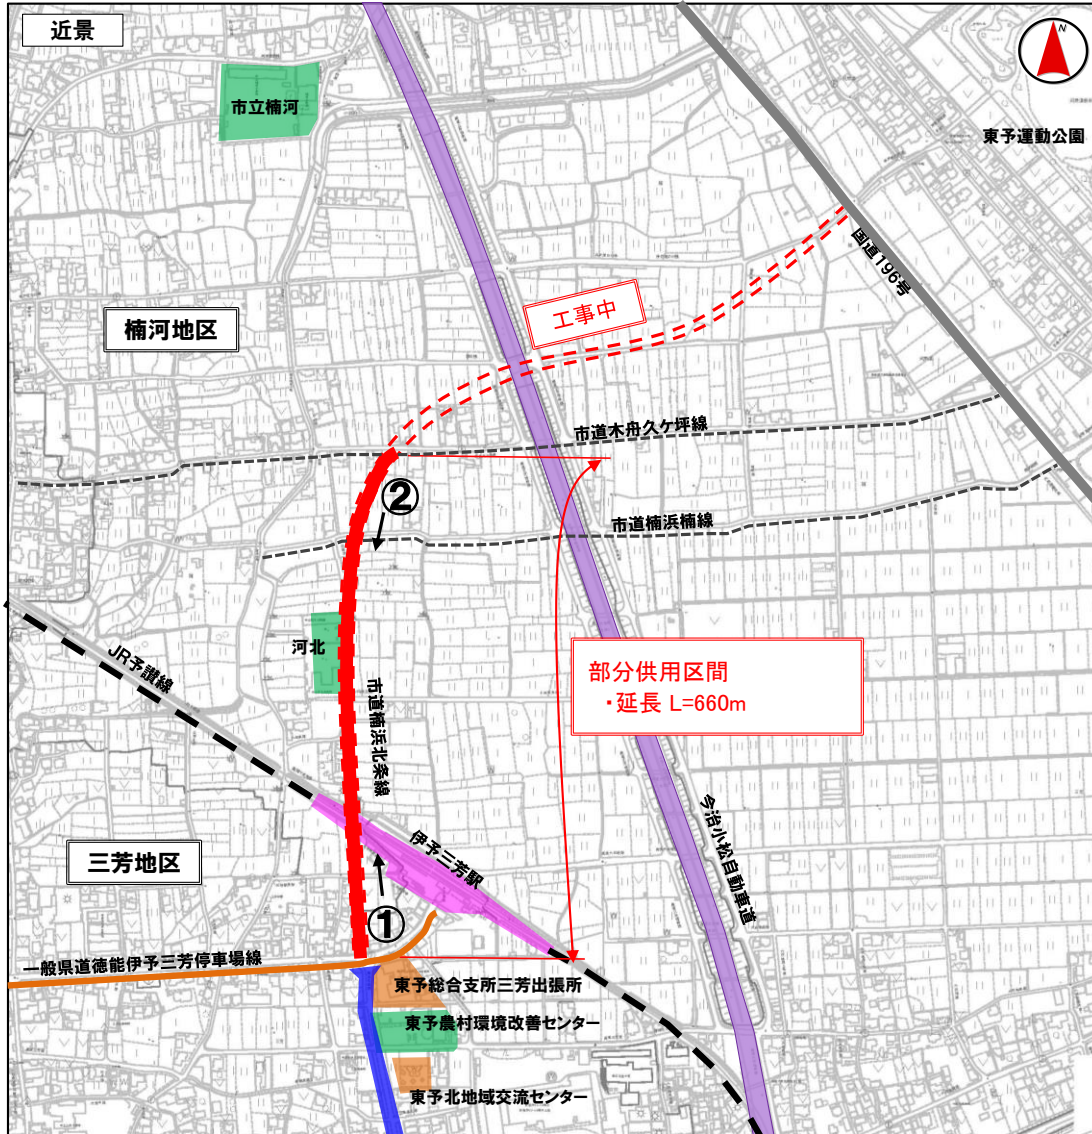 近景
N
市立楠河
東予運動公園
国道196号
工事中
楠河地区
市道木舟久ケ坪線
②
市道楠浜楠線
河北
JR予讃線
部分供用区間
・延長 L=660m
市道楠浜北条線
今治小松自動車道
伊予三芳駅
三芳地区
①
一般県道徳能伊予三芳停車場線
東予総合支所三芳出張所
東予農村環境改善センター
東予北地域交流センター